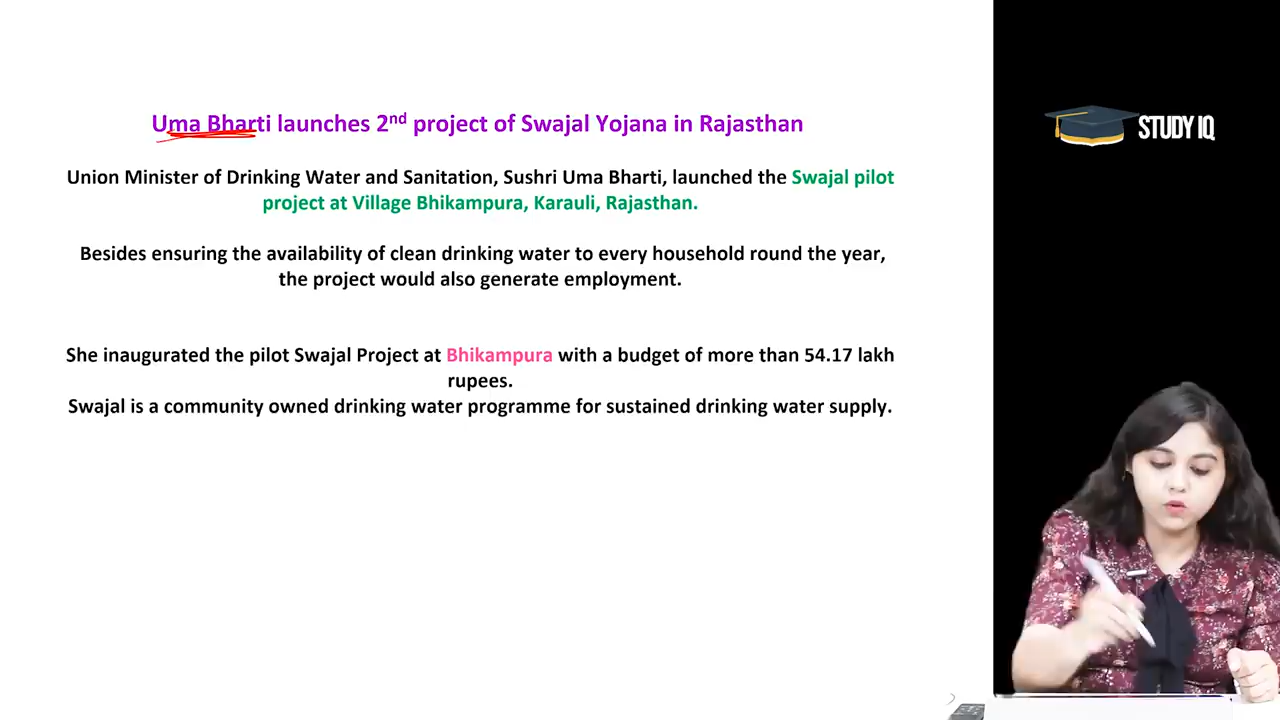 Uma Bharti launches 2nd project of Swajal Yojana in Rajasthan
Union Minister of Drinking Water and Sanitation, Sushri Uma Bharti, launched the Swajal pilot
project at Village Bhikampura, Karauli, Rajasthan.
Besides ensuring the availability of clean drinking water to every household round the year,
the project would also generate employment.
She inaugurated the pilot Swajal Project at Bhikampura with a budget of more than 54.17 lakh
rupees.
Swajal is a community owned drinking water programme for sustained drinking water supply.
STUDY IQ